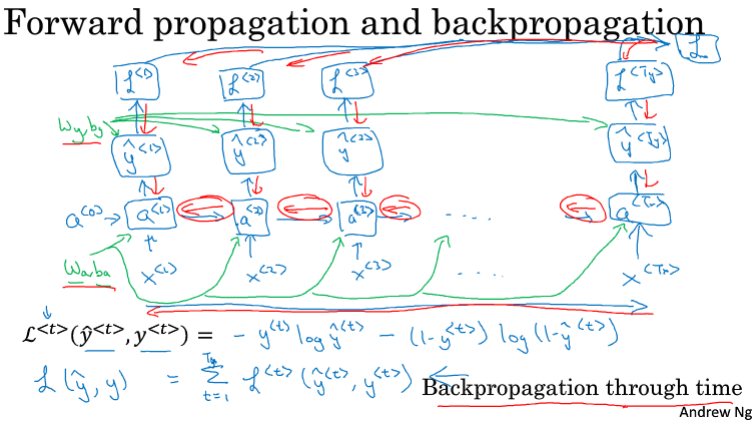 Forward propagation and backpropagation
ℒ
ℒ<1> ℒ<2> ℒ<3> ℒ<Ty>
Wy, by
ŷ<1> ŷ<2> ŷ<3> ŷ<Ty>
a<0> → a<1> → a<2> → a<3> → .... → a<Tx>
Wa, ba
x<1> x<2> x<3> .... x<Tx>
ℒ<t>(ŷ<t>, y<t>) = - y<t> log ŷ<t> - (1-y<t>) log (1-ŷ<t>)
ℒ(ŷ, y) = Σ t=1 Ty ℒ<t>(ŷ<t>, y<t>) ←
Backpropagation through time
Andrew Ng